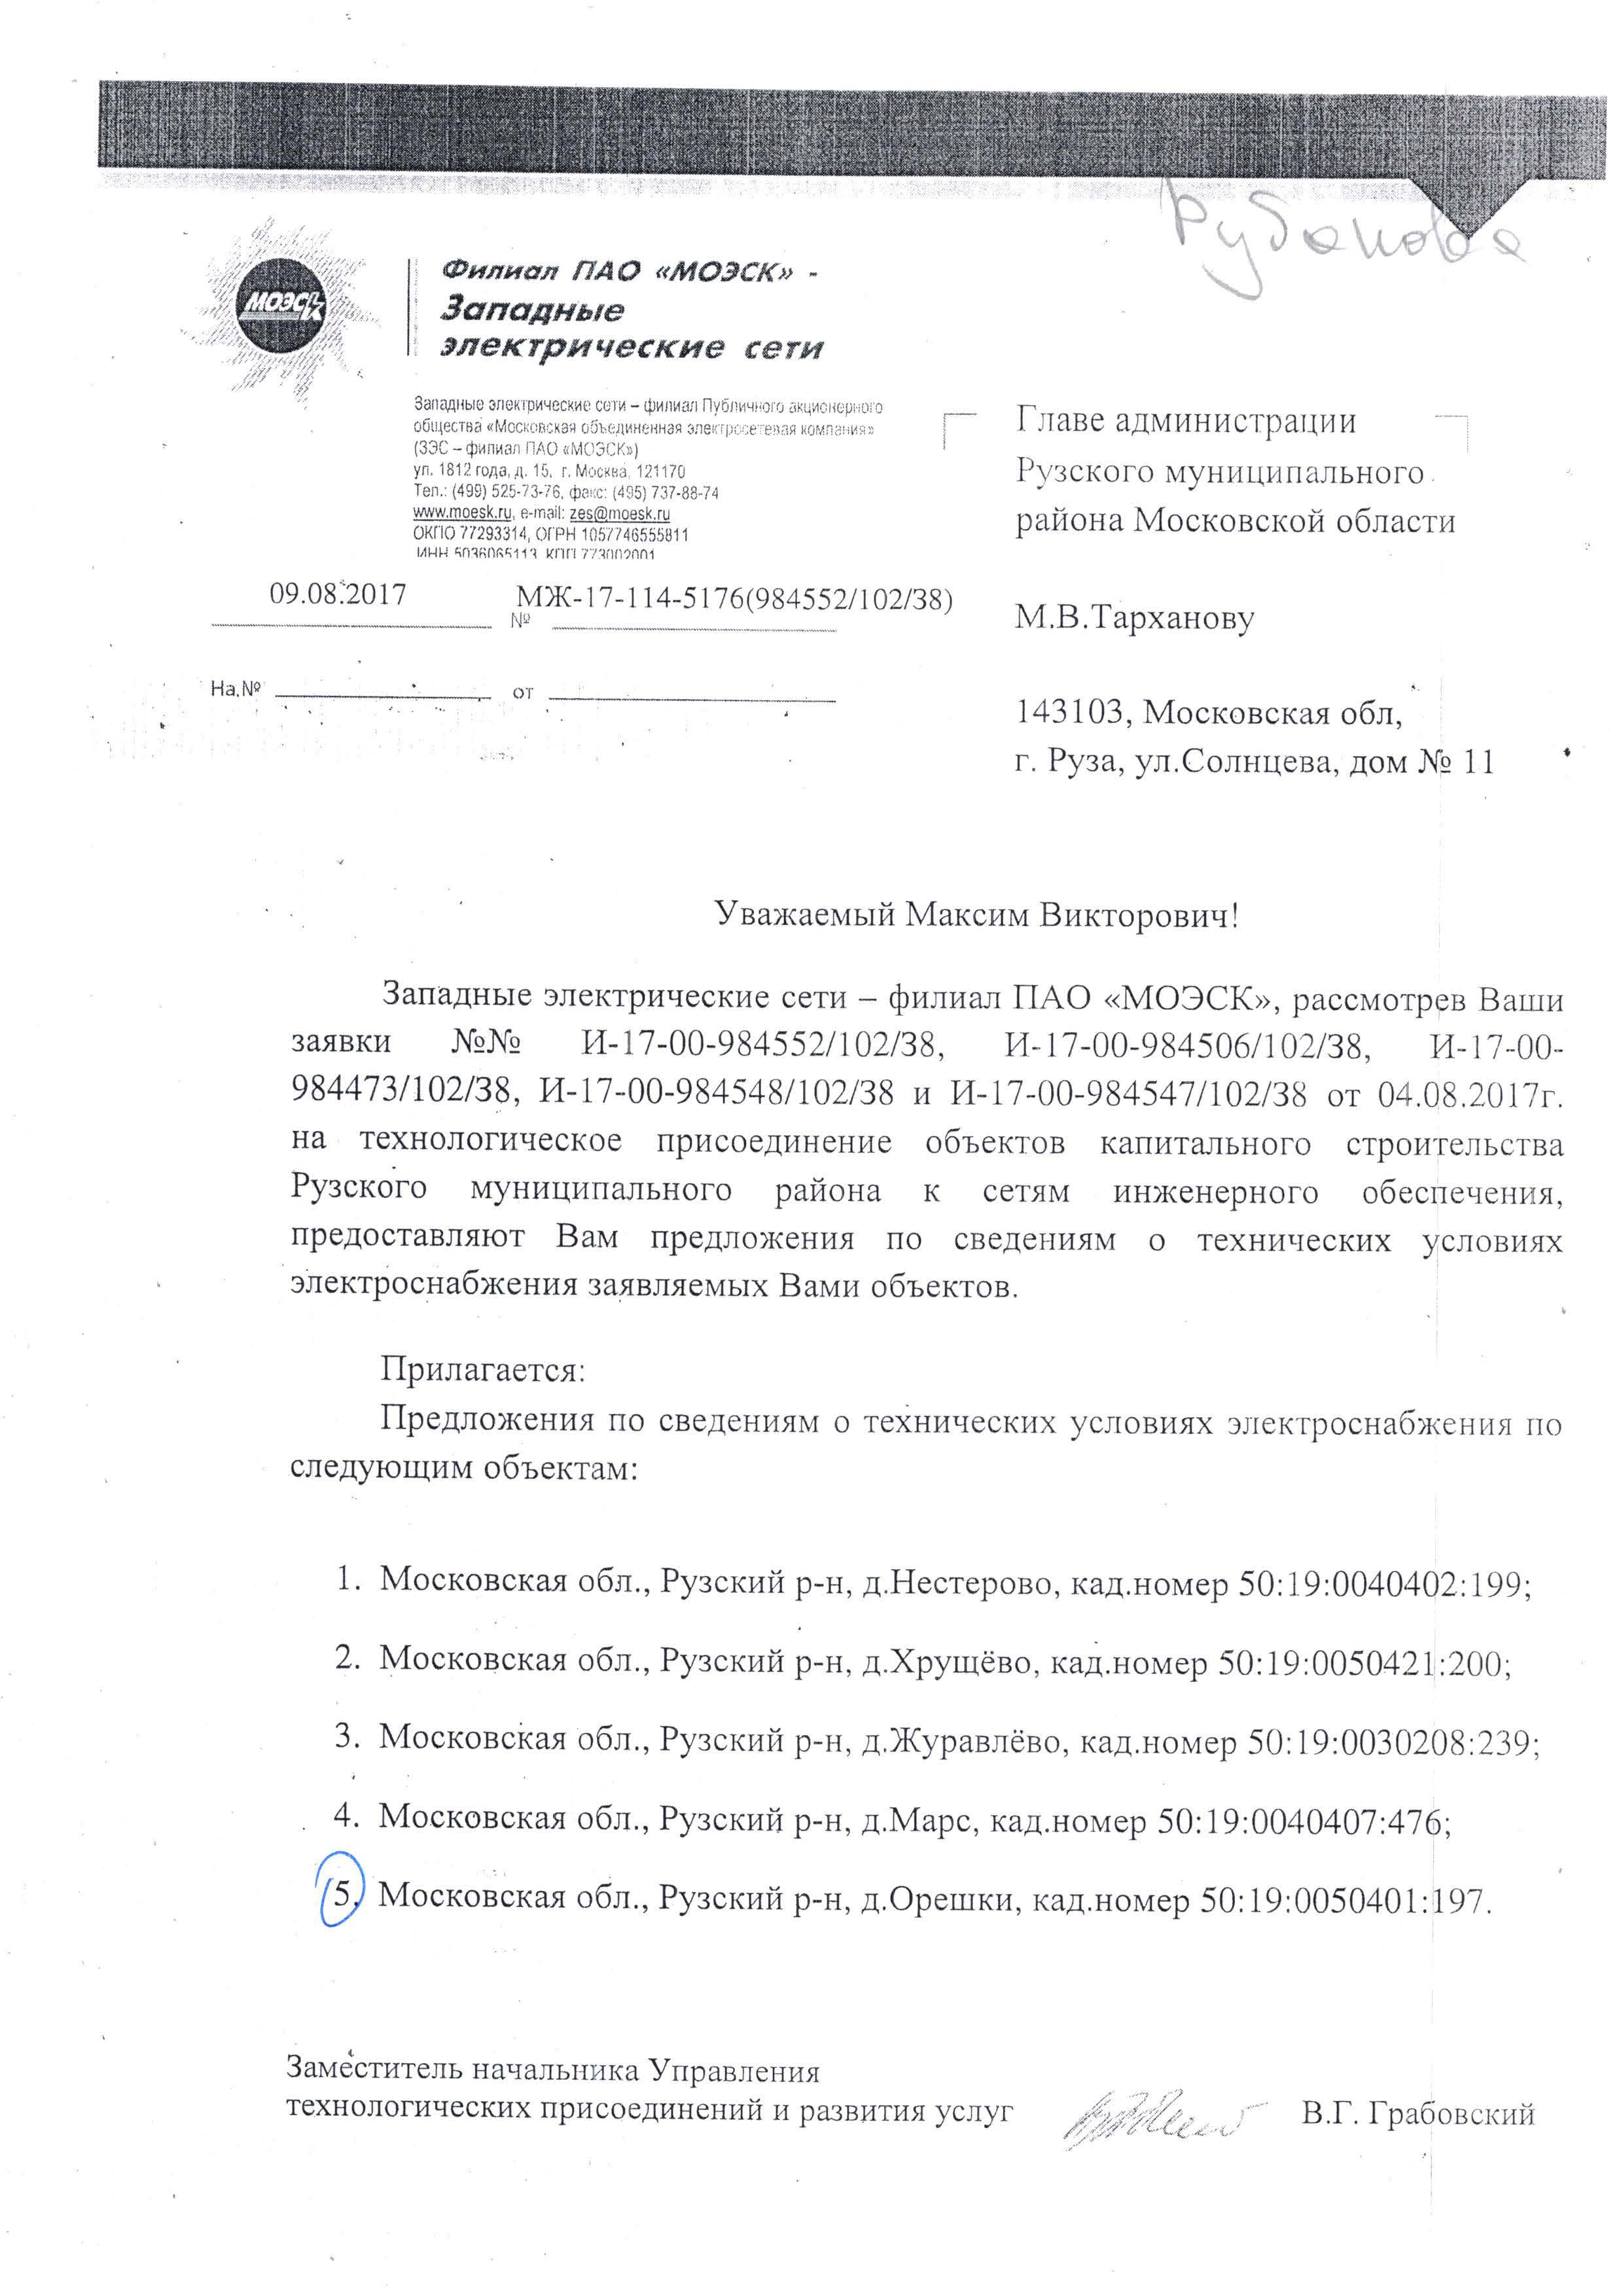 Рубанова
МОЭСК
Филиал ПАО «МОЭСК» -
Западные
электрические сети
Западные электрические сети – филиал Публичного акционерного
общества «Московская объединенная электросетевая компания»
(ЗЭС – филиал ПАО «МОЭСК»)
ул. 1812 года, д. 15, г. Москва, 121170
Тел.: (499) 525-73-76, факс: (495) 737-88-74
www.moesk.ru, e-mail: zes@moesk.ru
ОКПО 77293314, ОГРН 1057746555811
ИНН 5036065113, КПП 773002001
09.08.2017 № МЖ-17-114-5176(984552/102/38)
На № от
Главе администрации
Рузского муниципального
района Московской области
М.В.Тарханову
143103, Московская обл,
г. Руза, ул.Солнцева, дом № 11
Уважаемый Максим Викторович!
Западные электрические сети – филиал ПАО «МОЭСК», рассмотрев Ваши
заявки №№ И-17-00-984552/102/38, И-17-00-984506/102/38, И-17-00-
984473/102/38, И-17-00-984548/102/38 и И-17-00-984547/102/38 от 04.08.2017г.
на технологическое присоединение объектов капитального строительства
Рузского муниципального района к сетям инженерного обеспечения,
предоставляют Вам предложения по сведениям о технических условиях
электроснабжения заявляемых Вами объектов.
Прилагается:
Предложения по сведениям о технических условиях электроснабжения по
следующим объектам:
1. Московская обл., Рузский р-н, д.Нестерово, кад.номер 50:19:0040402:199;
2. Московская обл., Рузский р-н, д.Хрущёво, кад.номер 50:19:0050421:200;
3. Московская обл., Рузский р-н, д.Журавлёво, кад.номер 50:19:0030208:239;
4. Московская обл., Рузский р-н, д.Марс, кад.номер 50:19:0040407:476;
5. Московская обл., Рузский р-н, д.Орешки, кад.номер 50:19:0050401:197.
Заместитель начальника Управления
технологических присоединений и развития услуг В.Г. Грабовский